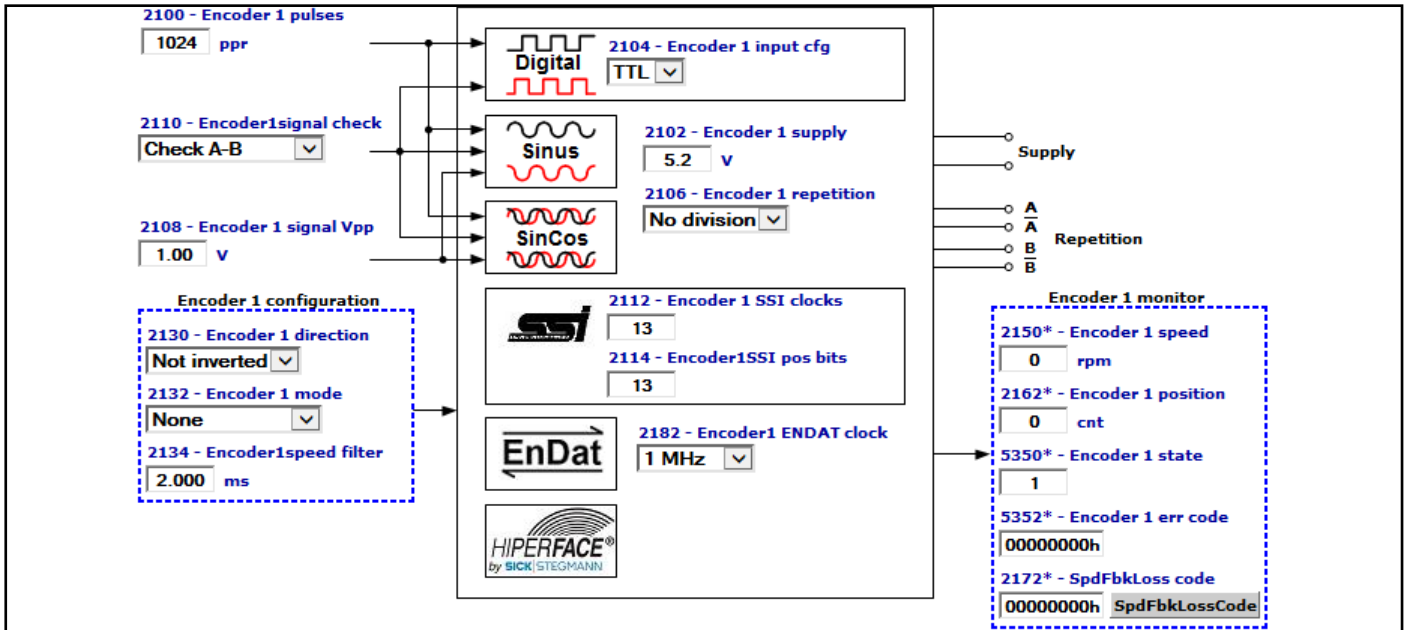 2100 - Encoder 1 pulses
1024 ppr
2110 - Encoder1signal check
Check A-B
2108 - Encoder 1 signal Vpp
1.00 V
Encoder 1 configuration
2130 - Encoder 1 direction
Not inverted
2132 - Encoder 1 mode
None
2134 - Encoder1speed filter
2.000 ms
Digital
2104 - Encoder 1 input cfg
TTL
Sinus
2102 - Encoder 1 supply
5.2 V
2106 - Encoder 1 repetition
No division
SinCos
SSI
2112 - Encoder 1 SSI clocks
13
2114 - Encoder1SSI pos bits
13
EnDat
2182 - Encoder1 ENDAT clock
1 MHz
HIPERFACE®
by SICK|STEGMANN
Supply
A
A
B
B
Repetition
Encoder 1 monitor
2150* - Encoder 1 speed
0 rpm
2162* - Encoder 1 position
0 cnt
5350* - Encoder 1 state
1
5352* - Encoder 1 err code
00000000h
2172* - SpdFbkLoss code
00000000h SpdFbkLossCode